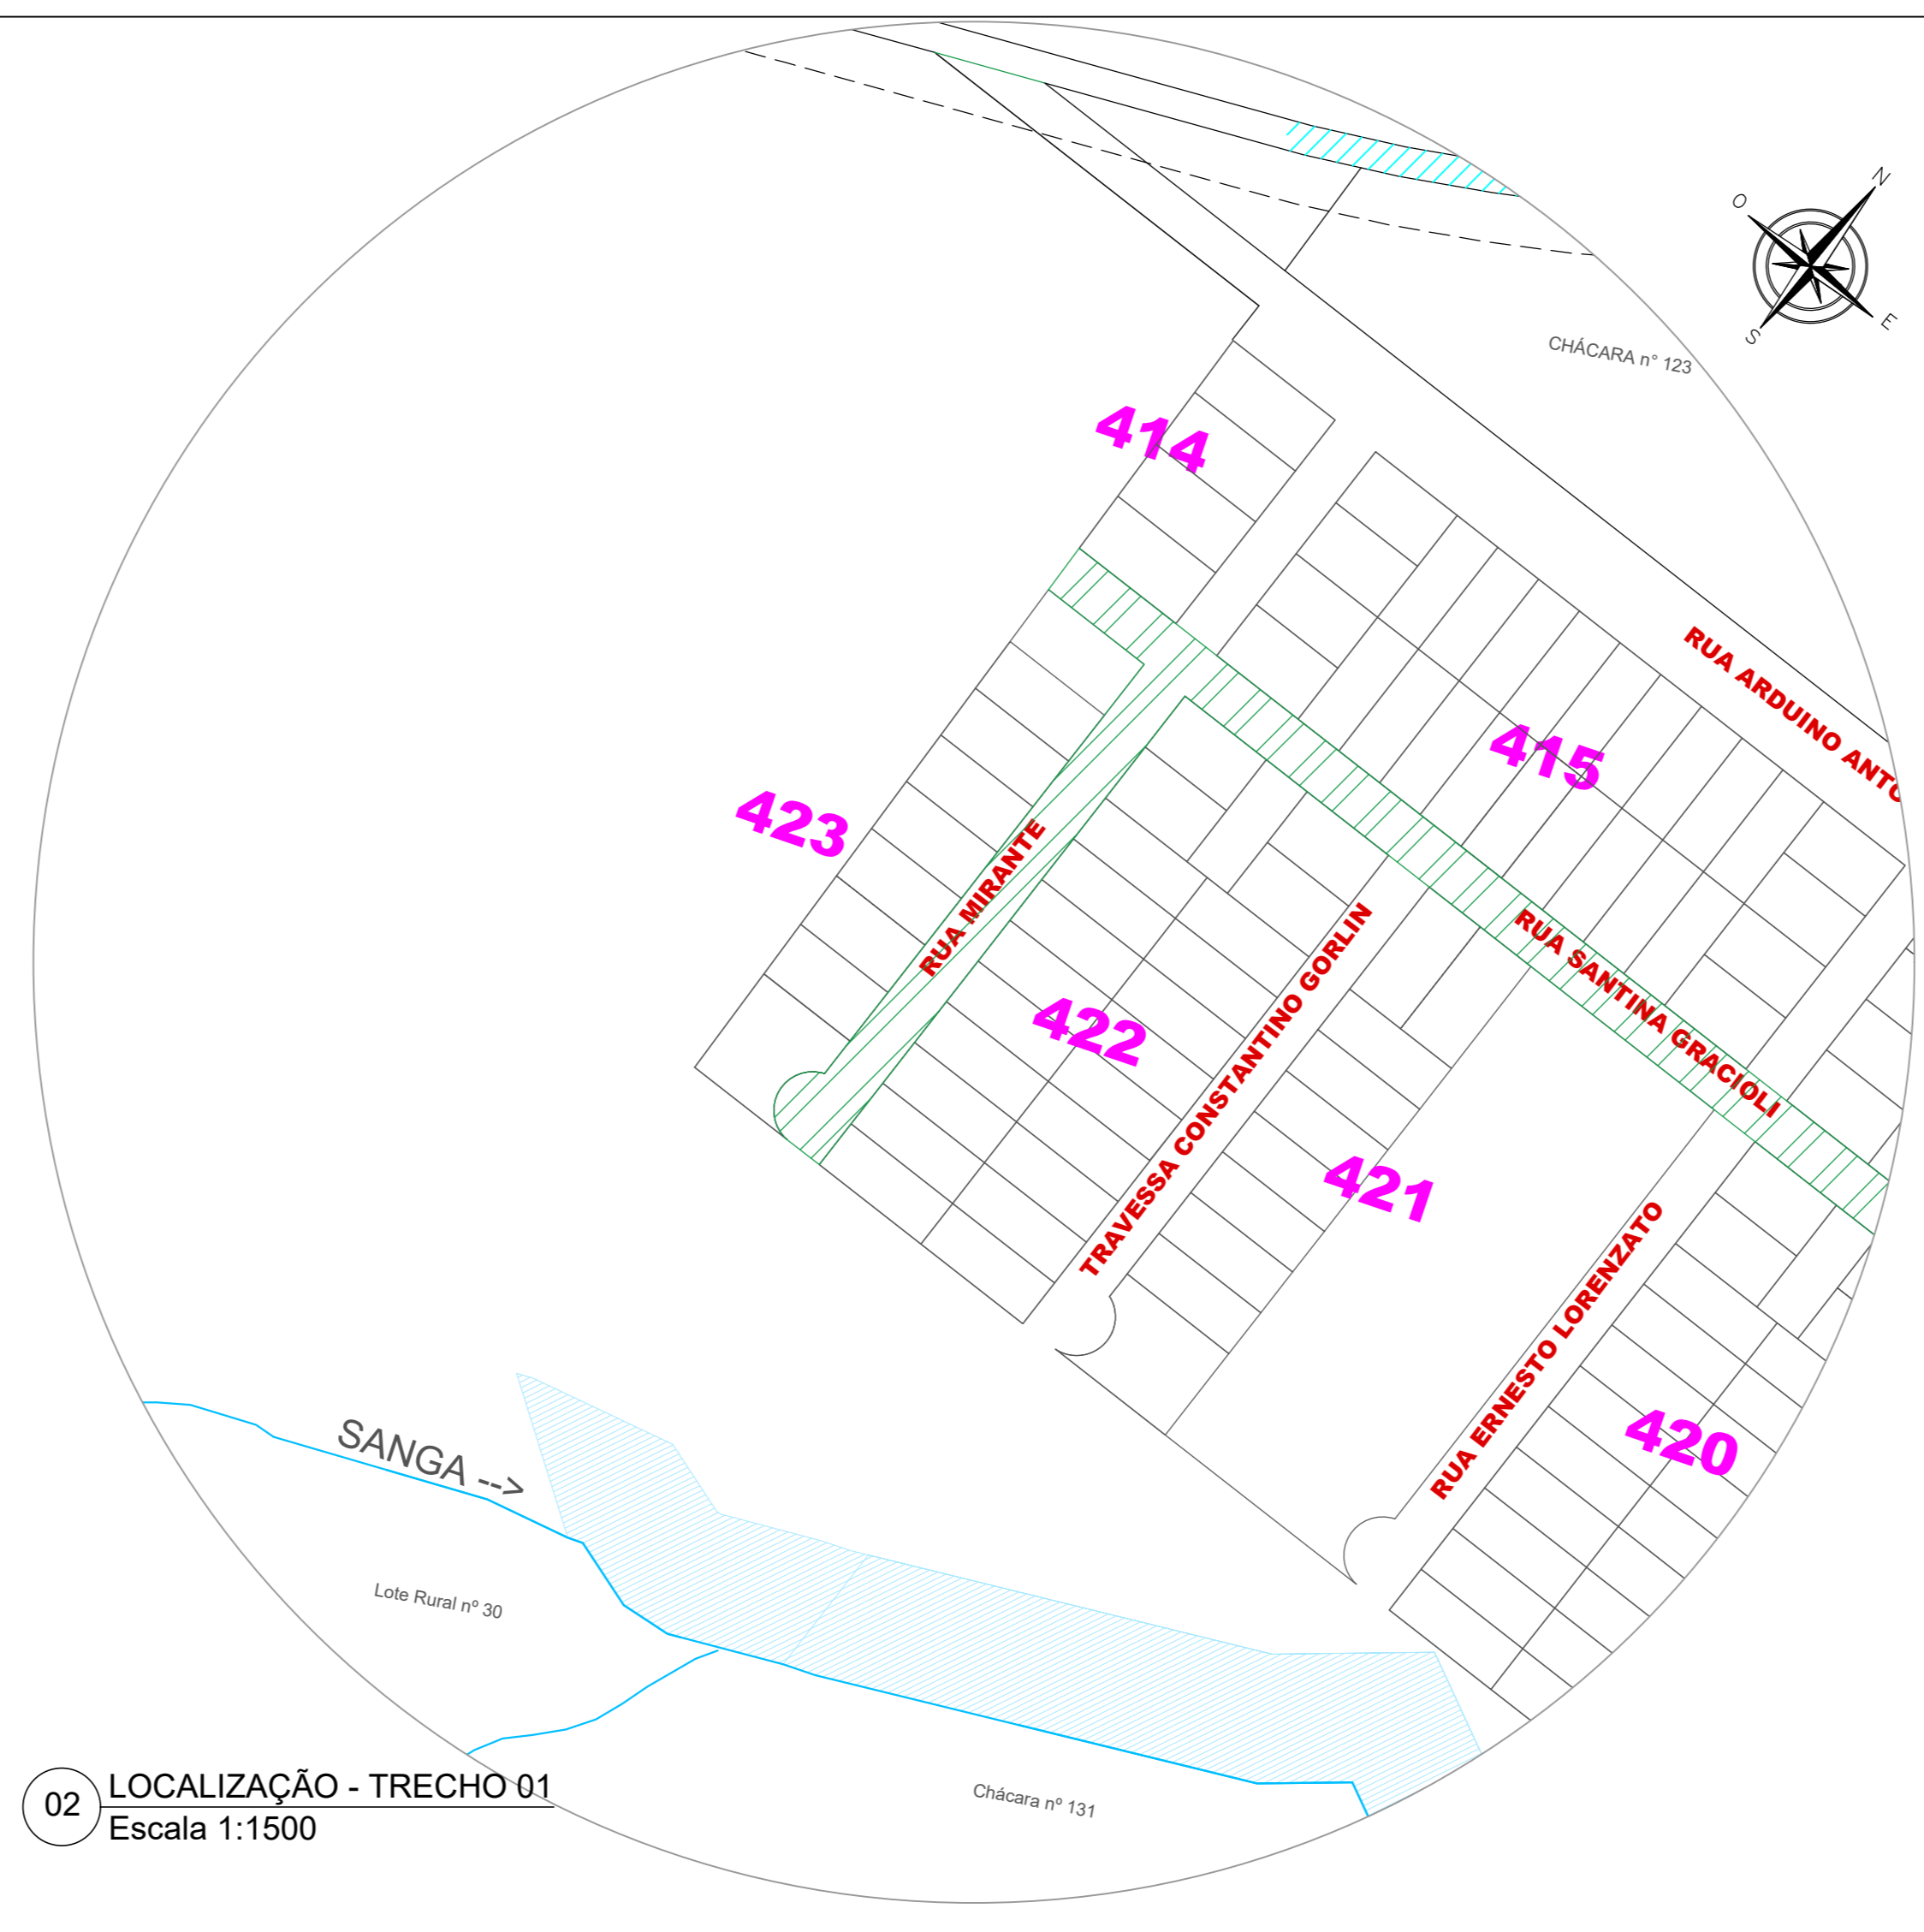 N
O
E
S
CHÁCARA n° 123
414
RUA ARDUINO ANTO
415
423
RUA MIRANTE
RUA SANTINA GRACIOLI
TRAVESSA CONSTANTINO GORLIN
422
421
RUA ERNESTO LORENZATO
420
SANGA -->
Lote Rural nº 30
Chácara nº 131
02
LOCALIZAÇÃO - TRECHO 01
Escala 1:1500